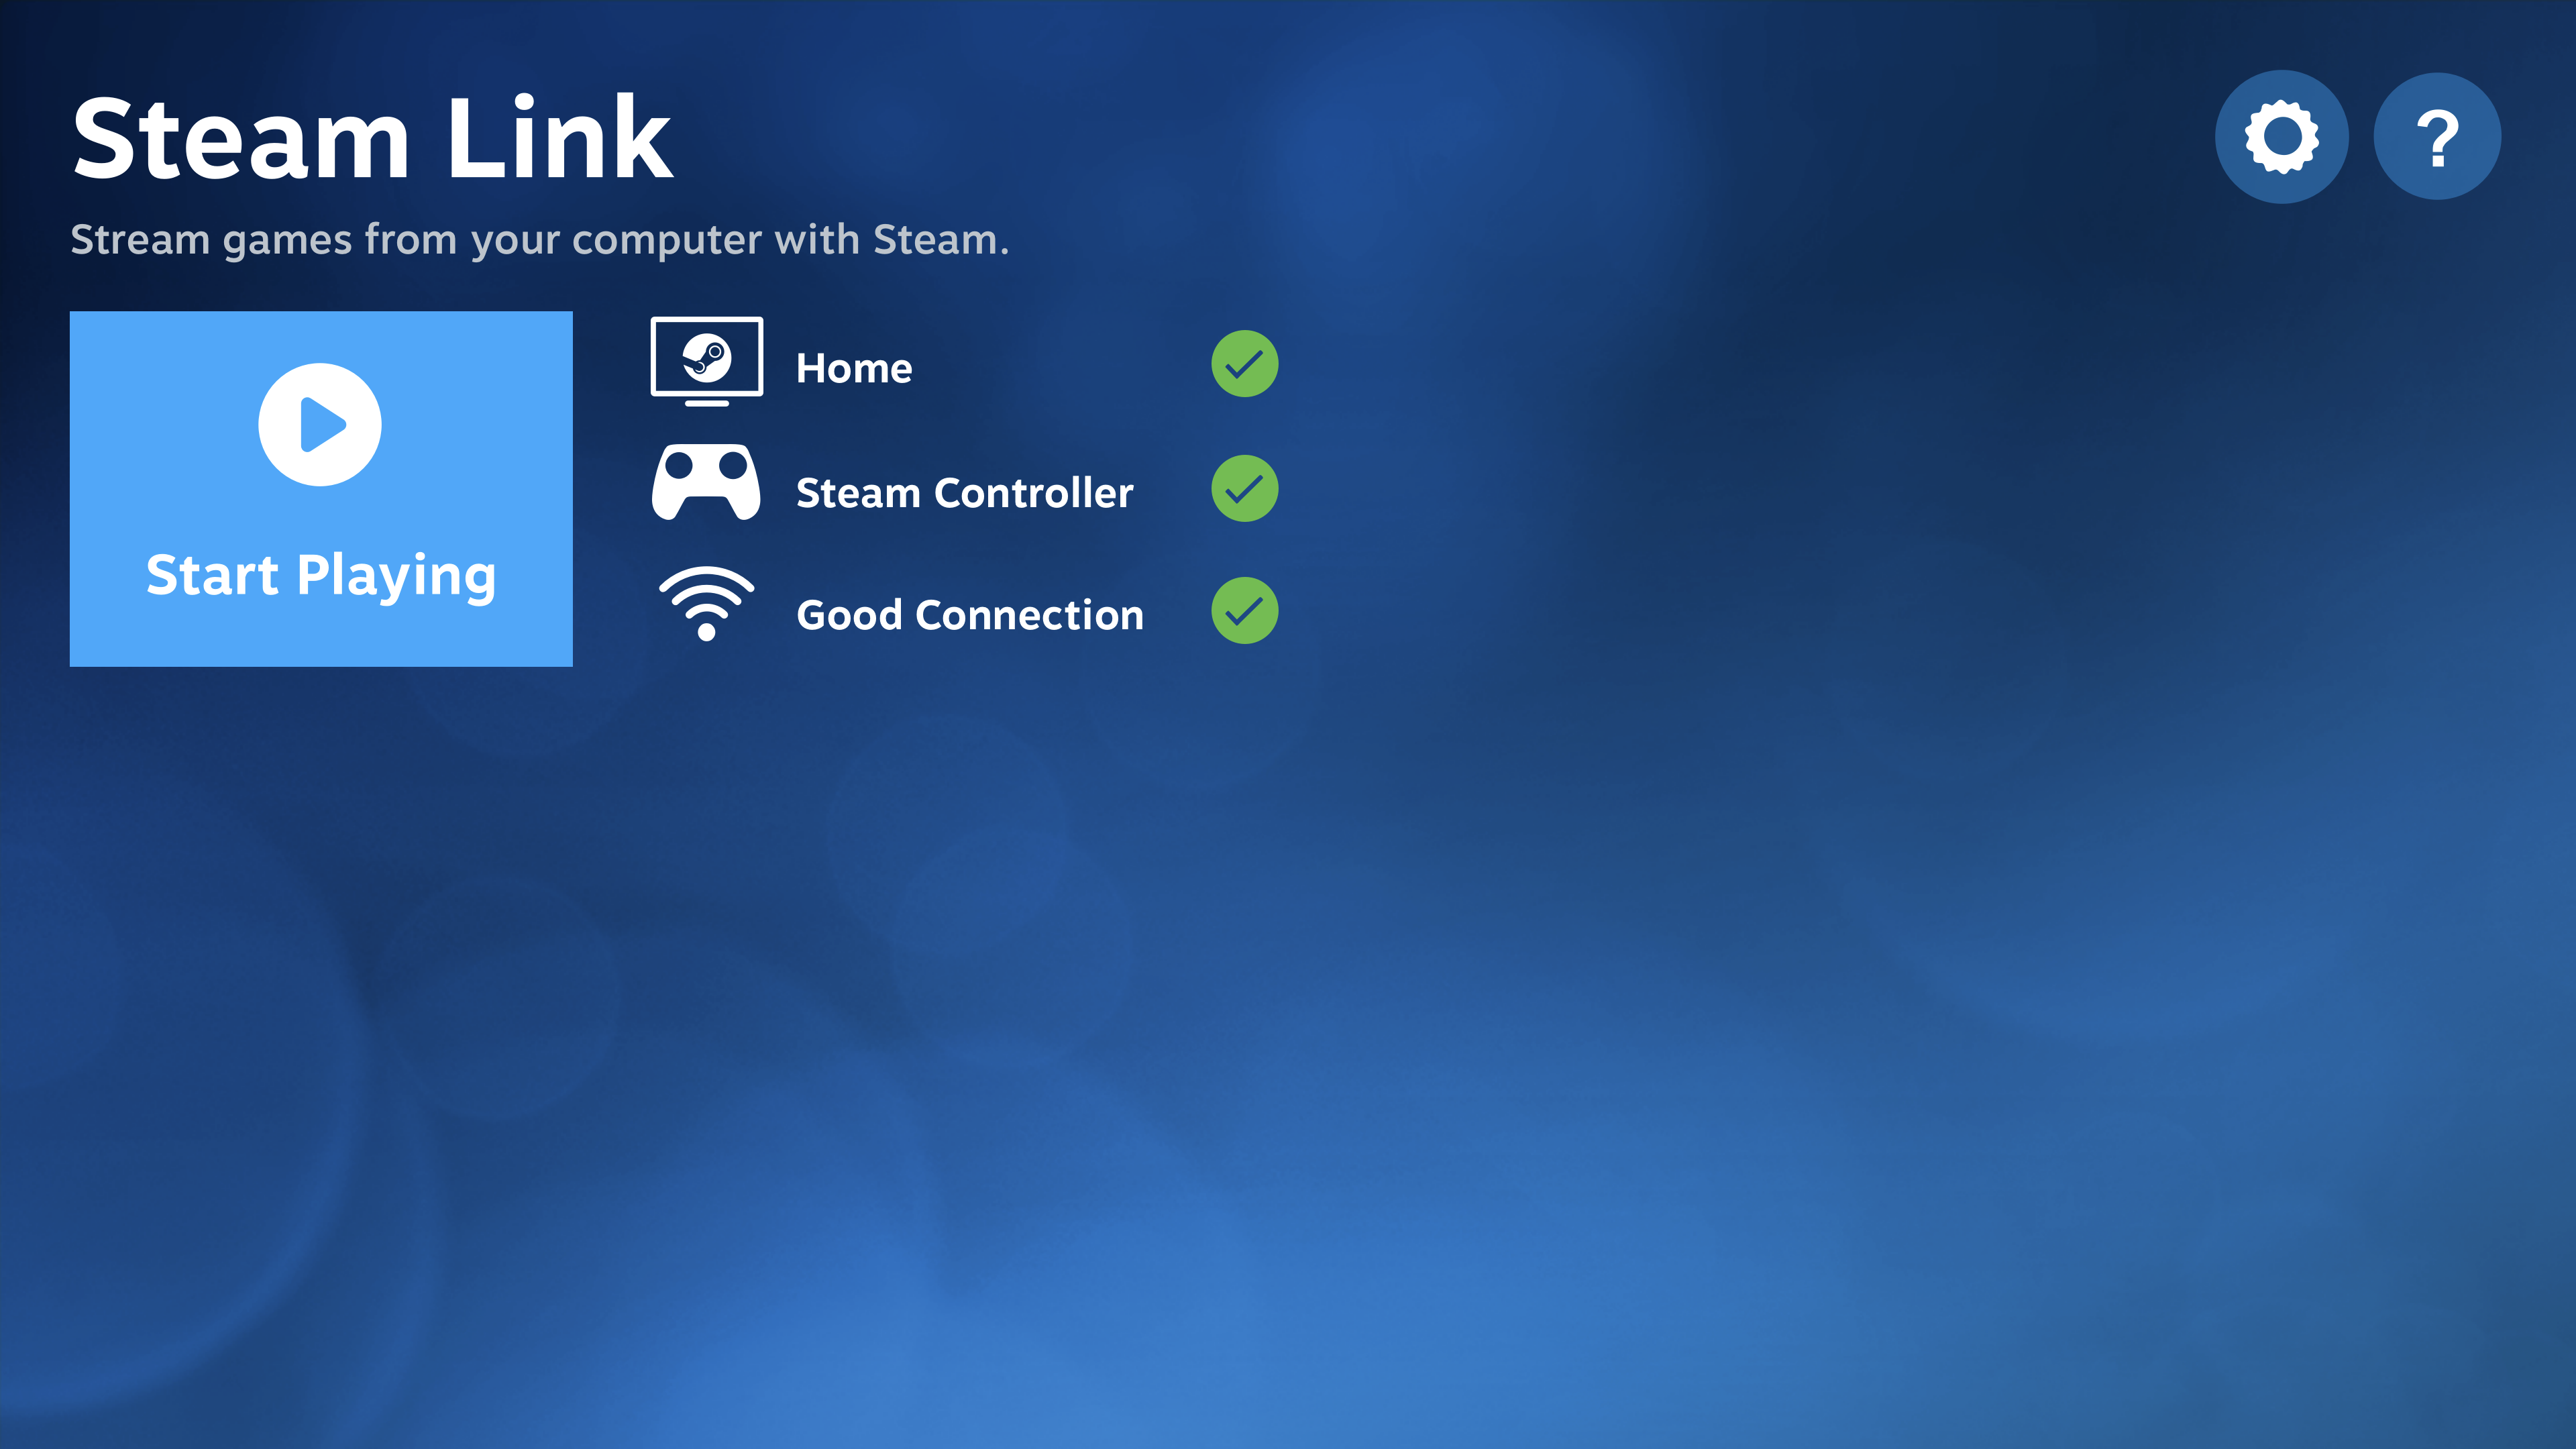 Steam Link
?
Stream games from your computer with Steam.
Home
Steam Controller
Start Playing
Good Connection